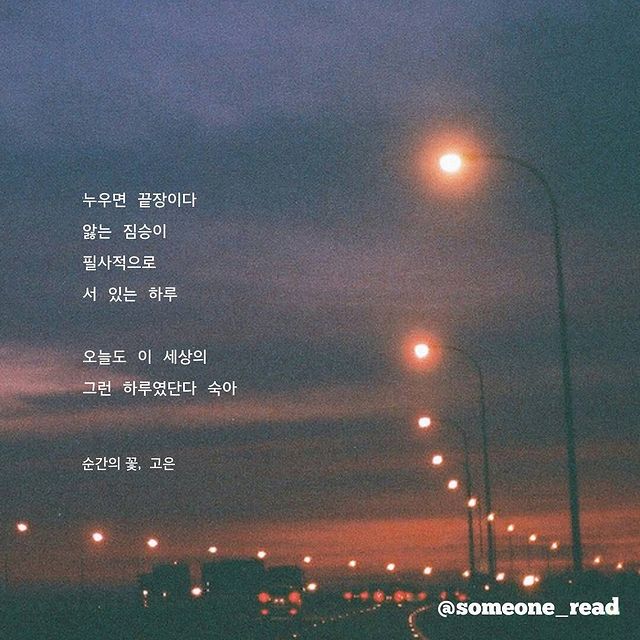 누우면 끝장이다
앓는 짐승이
필사적으로
서 있는 하루
오늘도 이 세상의
그런 하루였단다 숙아
순간의 꽃, 고은
@someone_read